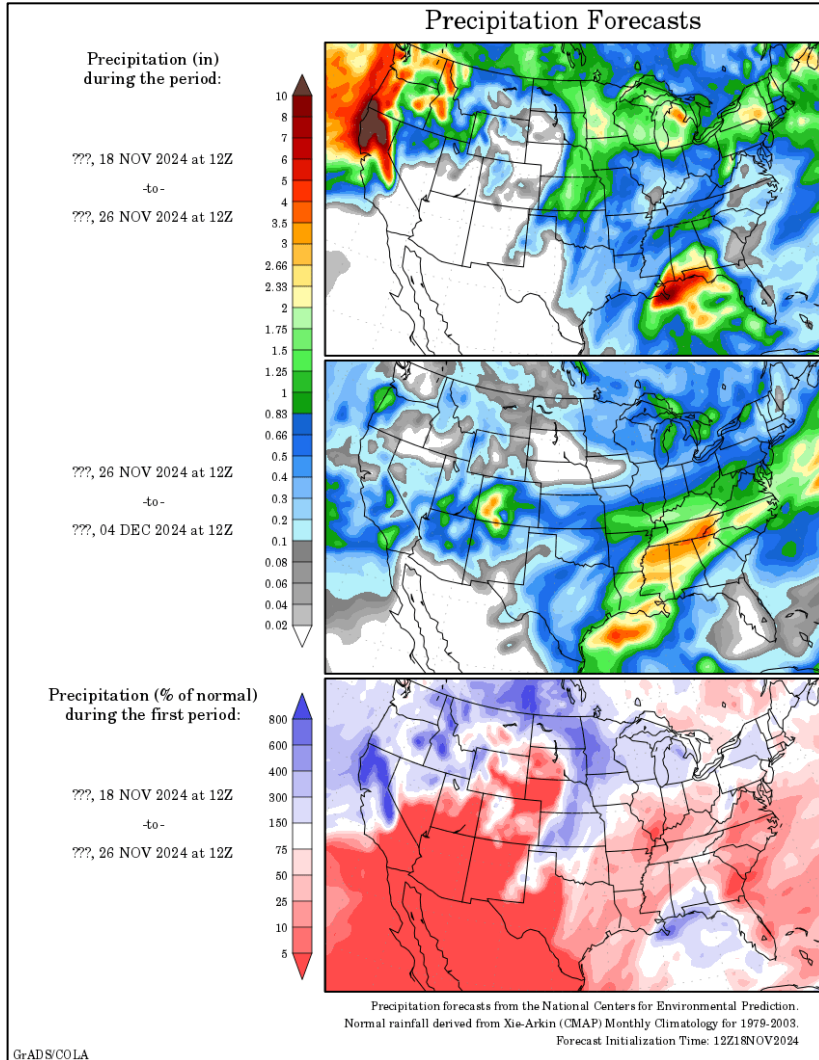 Precipitation Forecasts
Precipitation (in)
during the period:
???, 18 NOV 2024 at 12Z
-to-
???, 26 NOV 2024 at 12Z
10
8
7
6
5
4
3.5
3
2.66
2.33
2
1.75
1.5
1.25
1
0.83
0.66
0.5
0.4
0.3
0.2
0.1
0.08
0.06
0.04
0.02
???, 26 NOV 2024 at 12Z
-to-
???, 04 DEC 2024 at 12Z
Precipitation (% of normal)
during the first period:
???, 18 NOV 2024 at 12Z
-to-
???, 26 NOV 2024 at 12Z
800
600
400
300
150
75
50
25
10
5
Precipitation forecasts from the National Centers for Environmental Prediction.
Normal rainfall derived from Xie-Arkin (CMAP) Monthly Climatology for 1979-2003.
Forecast Initialization Time: 12Z18NOV2024
GrADS/COLA